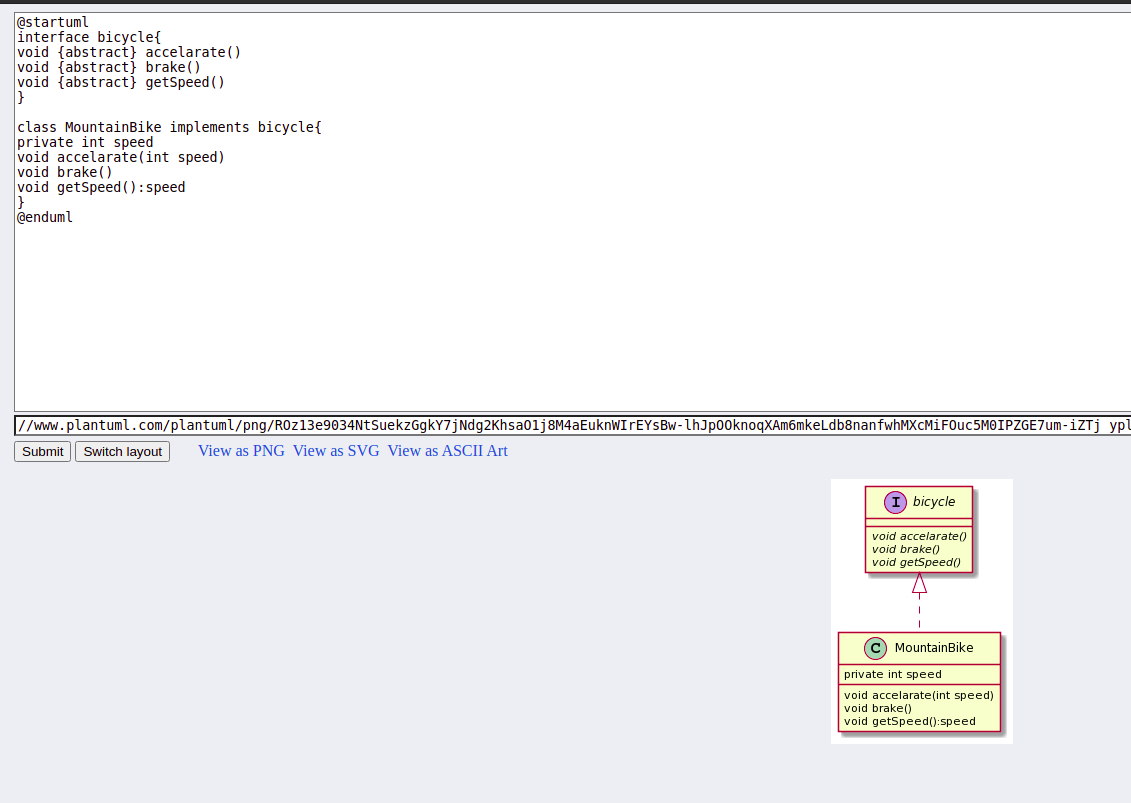 @startuml
interface bicycle{
void {abstract} accelarate()
void {abstract} brake()
void {abstract} getSpeed()
}
class MountainBike implements bicycle{
private int speed
void accelarate(int speed)
void brake()
void getSpeed():speed
}
@enduml
//www.plantuml.com/plantuml/png/ROz13e9034NtSuekzGgkY7jNdg2KhsaO1j8M4aEuknWIrEYsBw-lhJpOOknoqXAm6mkeLdb8nanfwhMXcMiFOuc5M0IPZGE7um-iZTj_ypl
Submit Switch layout View as PNG View as SVG View as ASCII Art
I bicycle
void accelarate()
void brake()
void getSpeed()
C MountainBike
private int speed
void accelarate(int speed)
void brake()
void getSpeed():speed